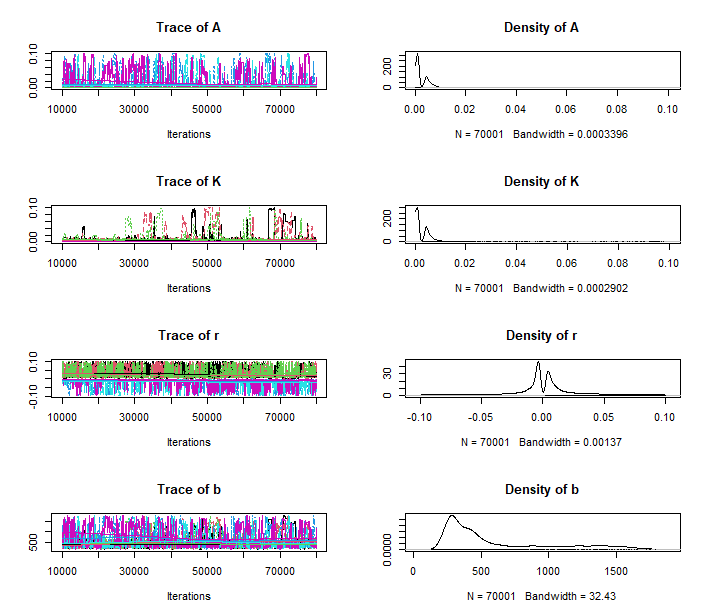 Trace of A
0.00 0.10
10000 30000 50000 70000
Iterations
Density of A
0 200
0.00 0.02 0.04 0.06 0.08 0.10
N = 70001 Bandwidth = 0.0003396
Trace of K
0.00 0.10
10000 30000 50000 70000
Iterations
Density of K
0 200
0.00 0.02 0.04 0.06 0.08 0.10
N = 70001 Bandwidth = 0.0002902
Trace of r
-0.10 0.10
10000 30000 50000 70000
Iterations
Density of r
0 30
-0.10 -0.05 0.00 0.05 0.10
N = 70001 Bandwidth = 0.00137
Trace of b
500
10000 30000 50000 70000
Iterations
Density of b
0.0000
0 500 1000 1500
N = 70001 Bandwidth = 32.43